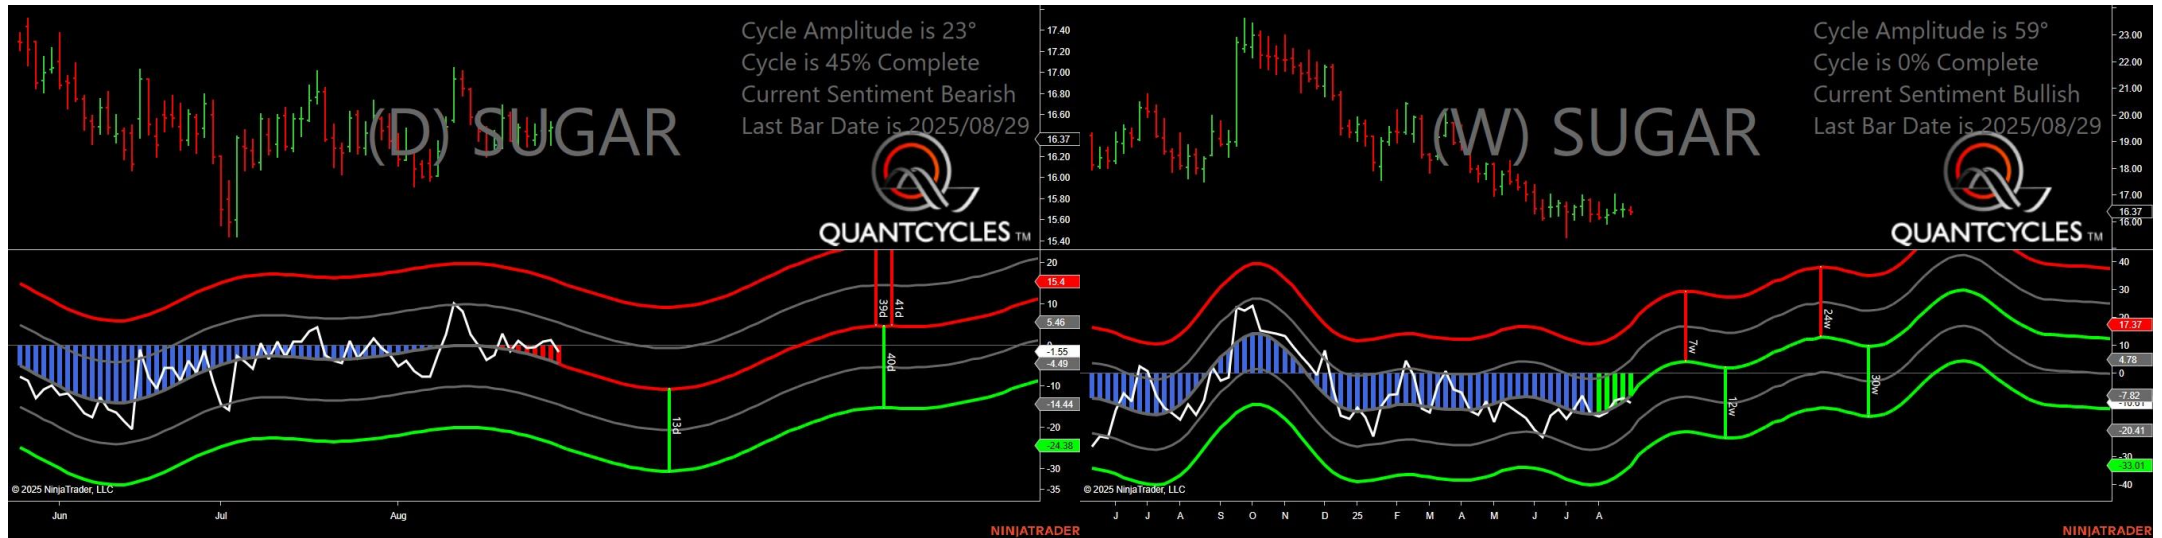 Cycle Amplitude is 23°
Cycle is 45% Complete
Current Sentiment Bearish
Last Bar Date is 2025/08/29
(D) SUGAR
QUANTCYCLES TM
17.40
17.20
17.00
16.80
16.60
16.37
16.20
16.00
15.80
15.60
15.40
20
15.4
10
5.46
0
-1.55
-4.49
-10
-14.44
-20
-24.38
-30
-35
39d
41d
40d
13d
© 2025 NinjaTrader, LLC
Jun
Jul
Aug
NINJATRADER
Cycle Amplitude is 59°
Cycle is 0% Complete
Current Sentiment Bullish
Last Bar Date is 2025/08/29
(W) SUGAR
QUANTCYCLES TM
23.00
22.00
21.00
20.00
19.00
18.00
17.00
16.37
16.00
40
30
17.37
10
4.78
0
-7.82
-20.41
-30
-33.01
-40
7w
12w
24w
30w
© 2025 NinjaTrader, LLC
J
J
A
S
O
N
D
25
F
M
A
M
J
J
A
NINJATRADER